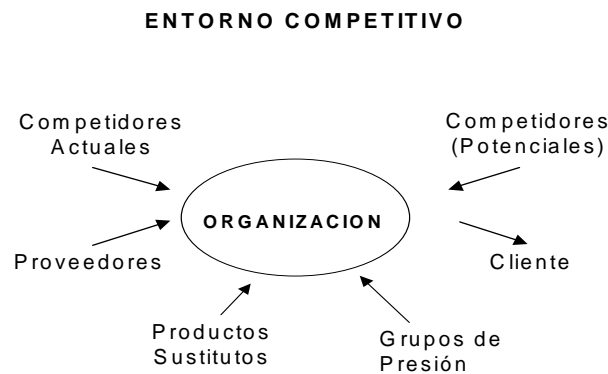 ENTORNO COMPETITIVO
Competidores
Actuales
Competidores
(Potenciales)
ORGANIZACION
Proveedores
Cliente
Productos
Sustitutos
Grupos de
Presión